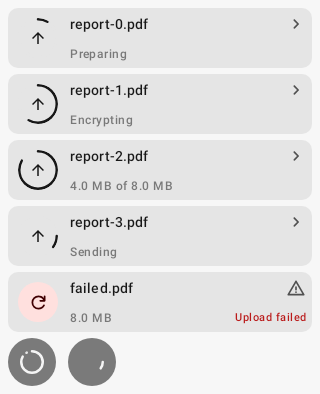 report-0.pdf
Preparing
report-1.pdf
Encrypting
report-2.pdf
4.0 MB of 8.0 MB
report-3.pdf
Sending
failed.pdf
8.0 MB
Upload failed